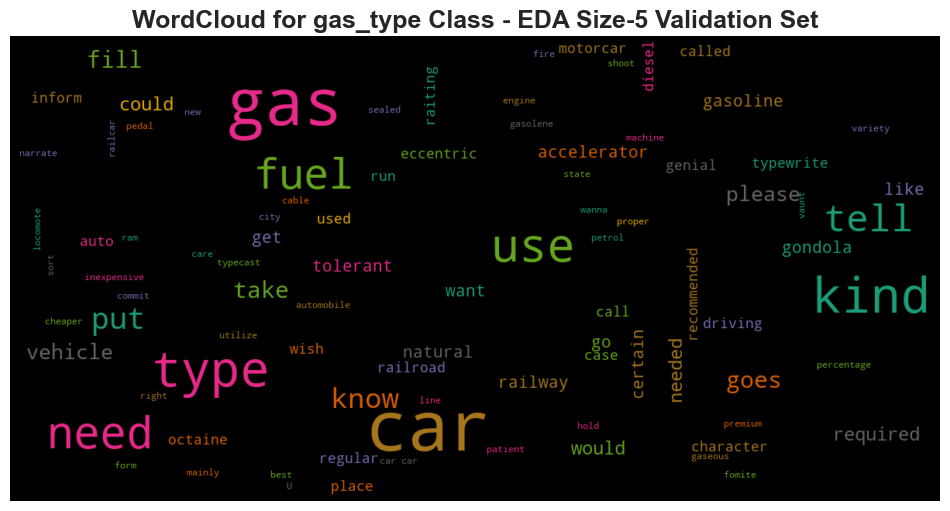 WordCloud for gas_type Class - EDA Size-5 Validation Set
fill
fire
motorcar
called
shoot
diesel
raiting
inform
could
gas
sealed
engine
gasoline
new
pedal
railcar
gasolene
variety
narrate
machine
fuel
eccentric
accelerator
genial
typewrite
run
state
please
like
cable
vaunt
locomote
city
used
wanna
proper
tell
auto
ram
get
use
petrol
gondola
care
typecast
tolerant
sort
inexpensive
recommended
commit
take
want
kind
automobile
cheaper
put
call
driving
utilize
go
vehicle
wish
natural
case
certain
needed
railroad
percentage
type
railway
goes
right
know
line
need
car
hold
premium
octaine
would
character
required
regular
car car
patient
gaseous
form
mainly
best
fomite
U
place